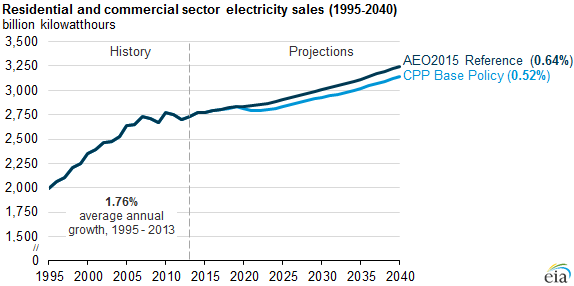 Residential and commercial sector electricity sales (1995-2040)
billion kilowatthours
3,500
3,250
3,000
2,750
2,500
2,250
2,000
1,750
1,500
0
History
Projections
AEO2015 Reference (0.64%)
CPP Base Policy (0.52%)
1.76%
average annual
growth, 1995 - 2013
1995 2000 2005 2010 2015 2020 2025 2030 2035 2040
eia